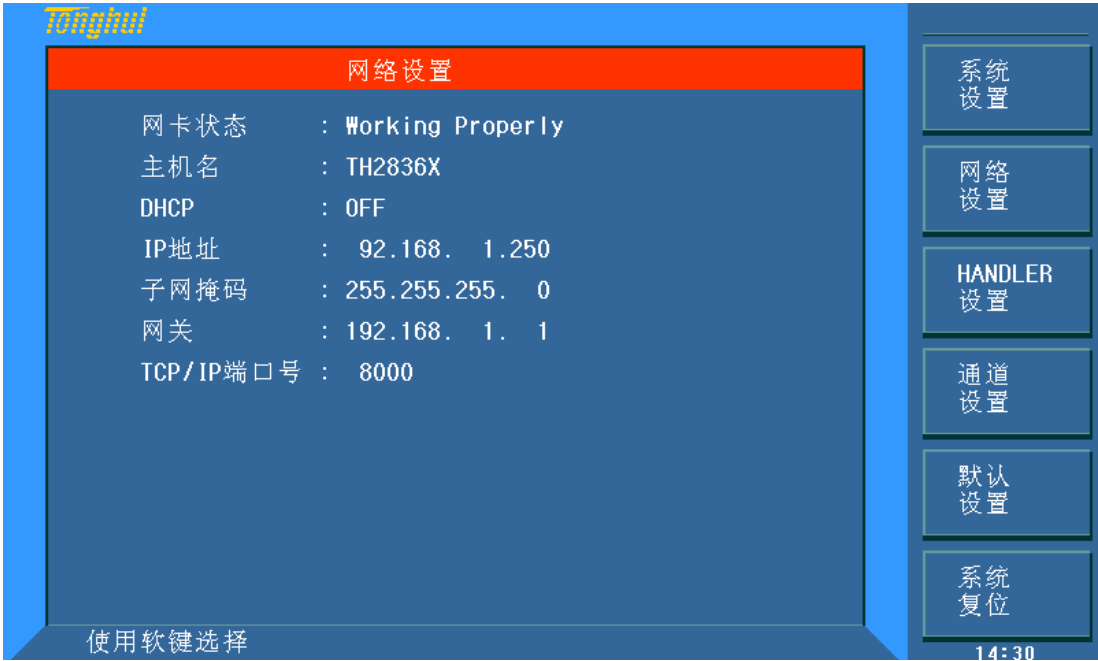 Tonghui
网络设置
网卡状态 : Working Properly
主机名 : TH2836X
DHCP : OFF
IP地址 : 92.168. 1.250
子网掩码 : 255.255.255. 0
网关 : 192.168. 1. 1
TCP/IP端口号 : 8000
使用软键选择
系统
设置
网络
设置
HANDLER
设置
通道
设置
默认
设置
系统
复位
14:30